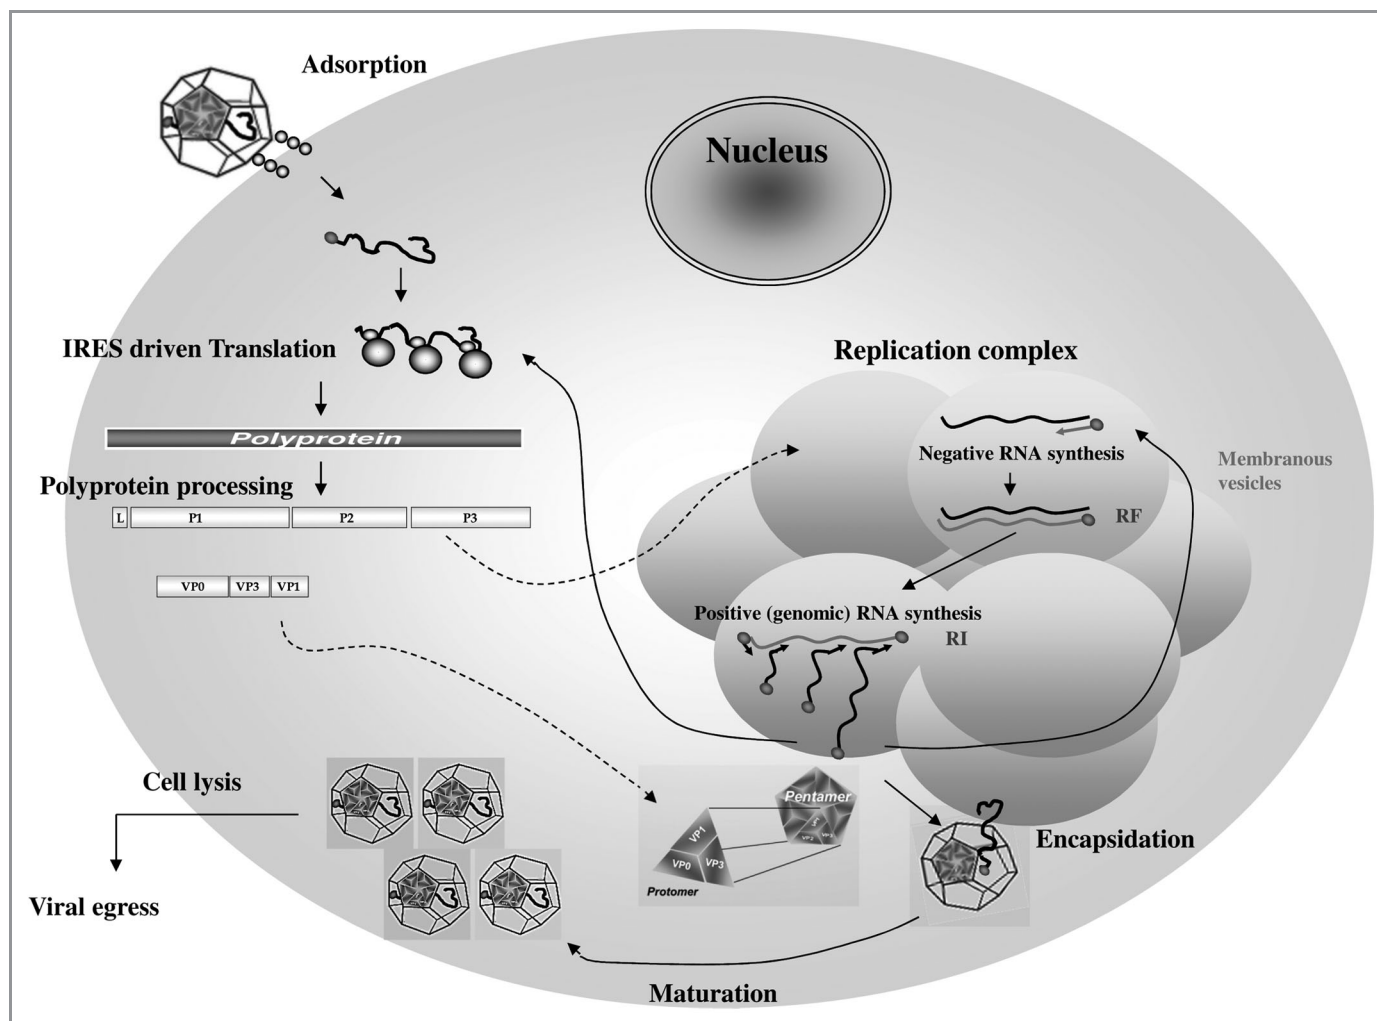 Adsorption
Nucleus
IRES driven Translation
Replication complex
Polyprotein
Negative RNA synthesis
Membranous
vesicles
Polyprotein processing
L P1 P2 P3
RF
VP0 VP3 VP1
Positive (genomic) RNA synthesis
RI
Cell lysis
Pentamer
VP1
VP0 VP3
Protomer
Encapsidation
Viral egress
Maturation